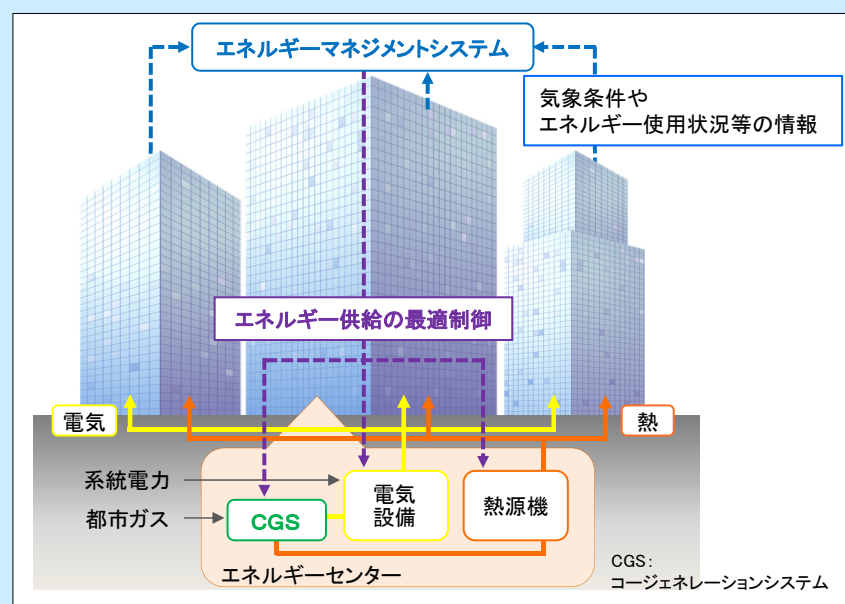 エネルギーマネジメントシステム
気象条件や
エネルギー使用状況等の情報
エネルギー供給の最適制御
電気
熱
系統電力
都市ガス
CGS
電気
設備
熱源機
エネルギーセンター
CGS:
コージェネレーションシステム